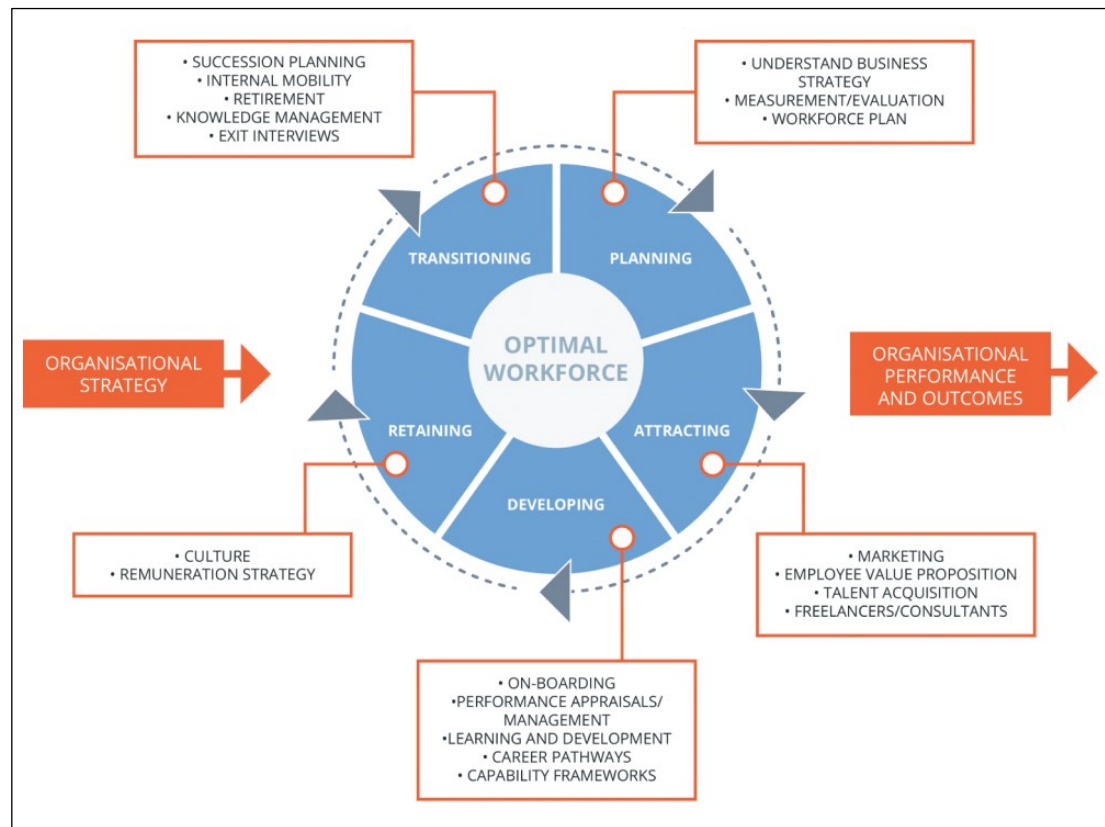 • SUCCESSION PLANNING
• INTERNAL MOBILITY
• RETIREMENT
• KNOWLEDGE MANAGEMENT
• EXIT INTERVIEWS
• UNDERSTAND BUSINESS
STRATEGY
• MEASUREMENT/EVALUATION
• WORKFORCE PLAN
TRANSITIONING
PLANNING
OPTIMAL
WORKFORCE
ORGANISATIONAL
STRATEGY
ORGANISATIONAL
PERFORMANCE
AND OUTCOMES
RETAINING
ATTRACTING
DEVELOPING
• CULTURE
• REMUNERATION STRATEGY
• MARKETING
• EMPLOYEE VALUE PROPOSITION
• TALENT ACQUISITION
• FREELANCERS/CONSULTANTS
• ON-BOARDING
•PERFORMANCE APPRAISALS/
MANAGEMENT
•LEARNING AND DEVELOPMENT
• CAREER PATHWAYS
• CAPABILITY FRAMEWORKS